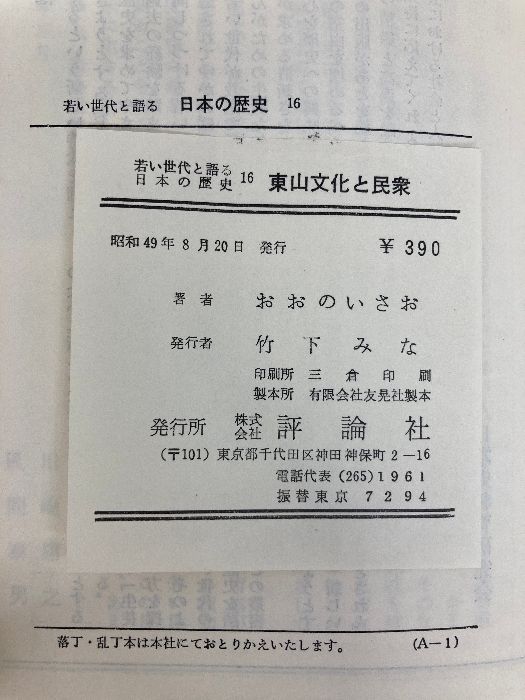 若い世代と語る 日本の歴史 16
若い世代と語る
日本の歴史 16 東山文化と民衆
昭和49年8月20日 発行 ¥390
著者 おおのいさお
発行者 竹下みな
印刷所 三倉印刷
製本所 有限会社友晃社製本
発行所 株式会社 評論社
(〒101) 東京都千代田区神田神保町2-16
電話代表 (265) 1961
振替東京 7294
落丁・乱丁本は本社にておとりかえいたします。 (A-1)